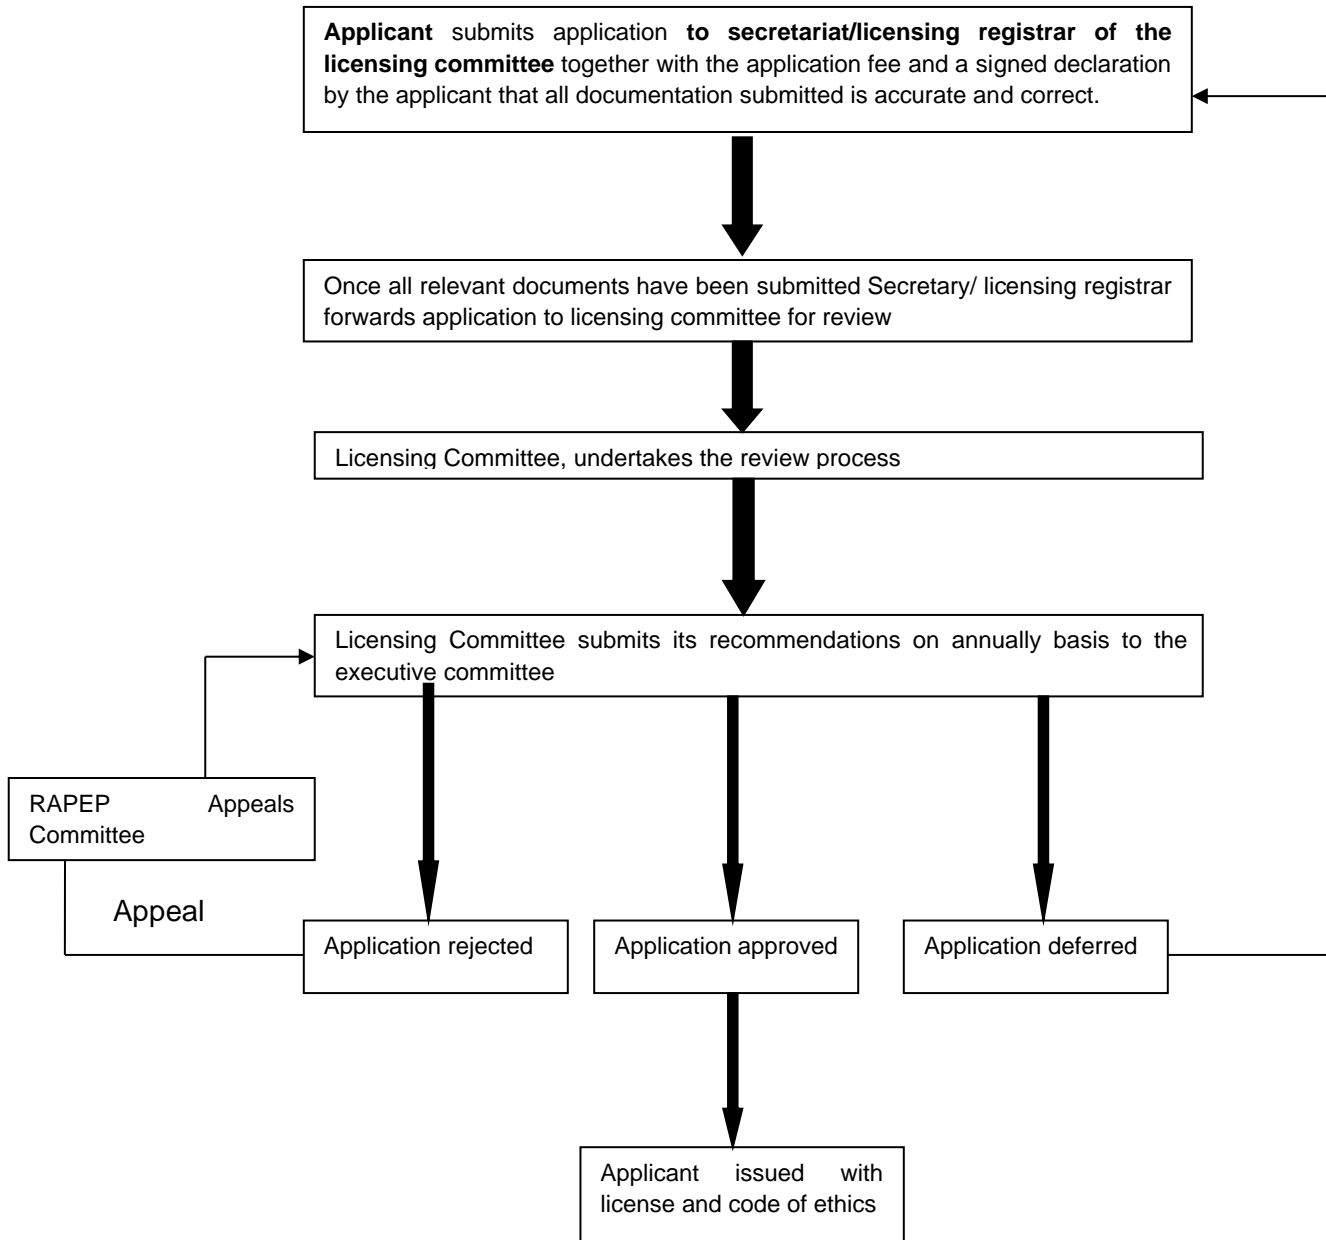 Applicant submits application to secretariat/licensing registrar of the
licensing committee together with the application fee and a signed declaration
by the applicant that all documentation submitted is accurate and correct.
Once all relevant documents have been submitted Secretary/ licensing registrar
forwards application to licensing committee for review
Licensing Committee, undertakes the review process
Licensing Committee submits its recommendations on annually basis to the
executive committee
RAPEP Appeals
Committee
Appeal
Application rejected
Application approved
Application deferred
Applicant issued with
license and code of ethics